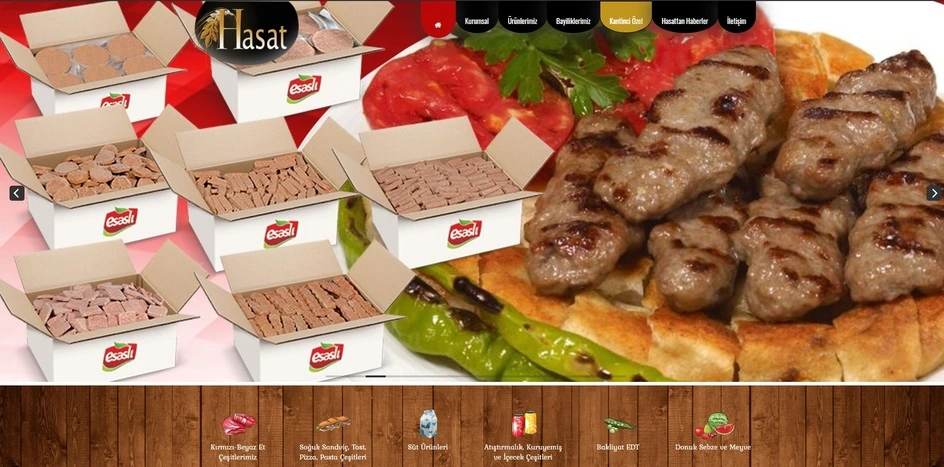 Hasat
Kurumsal
Ürünlerimiz
Bayiliklerimiz
Kantinci Özel
Hasattan Haberler
İletişim
esaslı
esaslı
esaslı
esaslı
esaslı
esaslı
esaslı
Kırmızı-Beyaz Et
Çeşitlerimiz
Soğuk Sandviç, Tost,
Pizza, Pasta Çeşitleri
Süt Ürünleri
Atıştırmalık, Kuruyemiş
ve İçecek Çeşitleri
Bakliyat EDT
Donuk Sebze ve Meyve